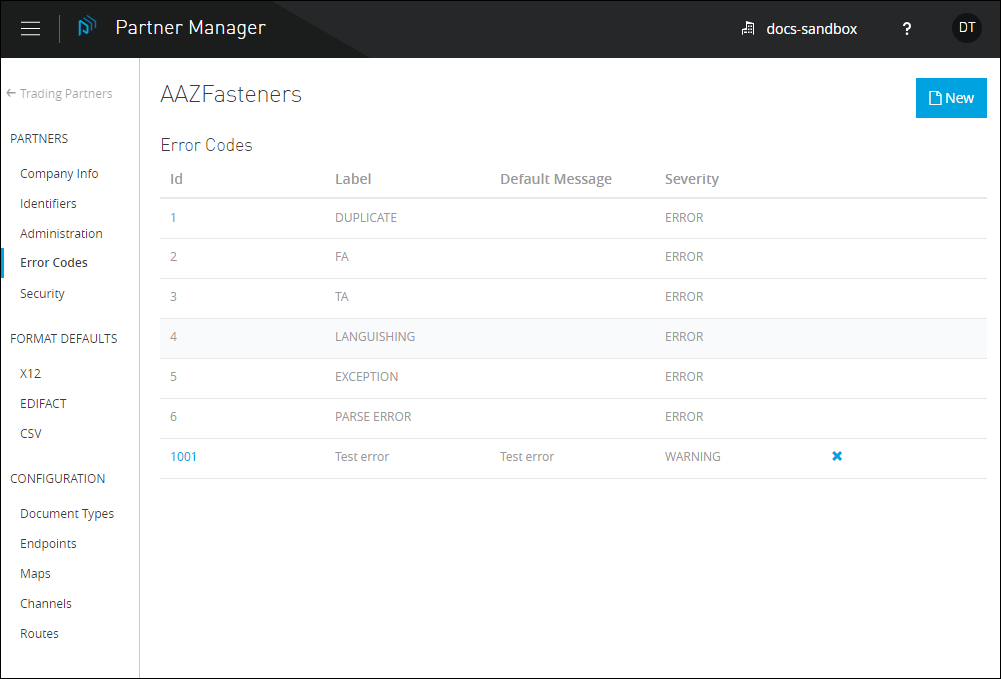 Partner Manager
docs-sandbox
?
DT
Trading Partners
PARTNERS
Company Info
Identifiers
Administration
Error Codes
Security
FORMAT DEFAULTS
X12
EDIFACT
CSV
CONFIGURATION
Document Types
Endpoints
Maps
Channels
Routes
AAZFasteners
New
Error Codes
Id Label Default Message Severity
1 DUPLICATE ERROR
2 FA ERROR
3 TA ERROR
4 LANGUISHING ERROR
5 EXCEPTION ERROR
6 PARSE ERROR ERROR
1001 Test error Test error WARNING